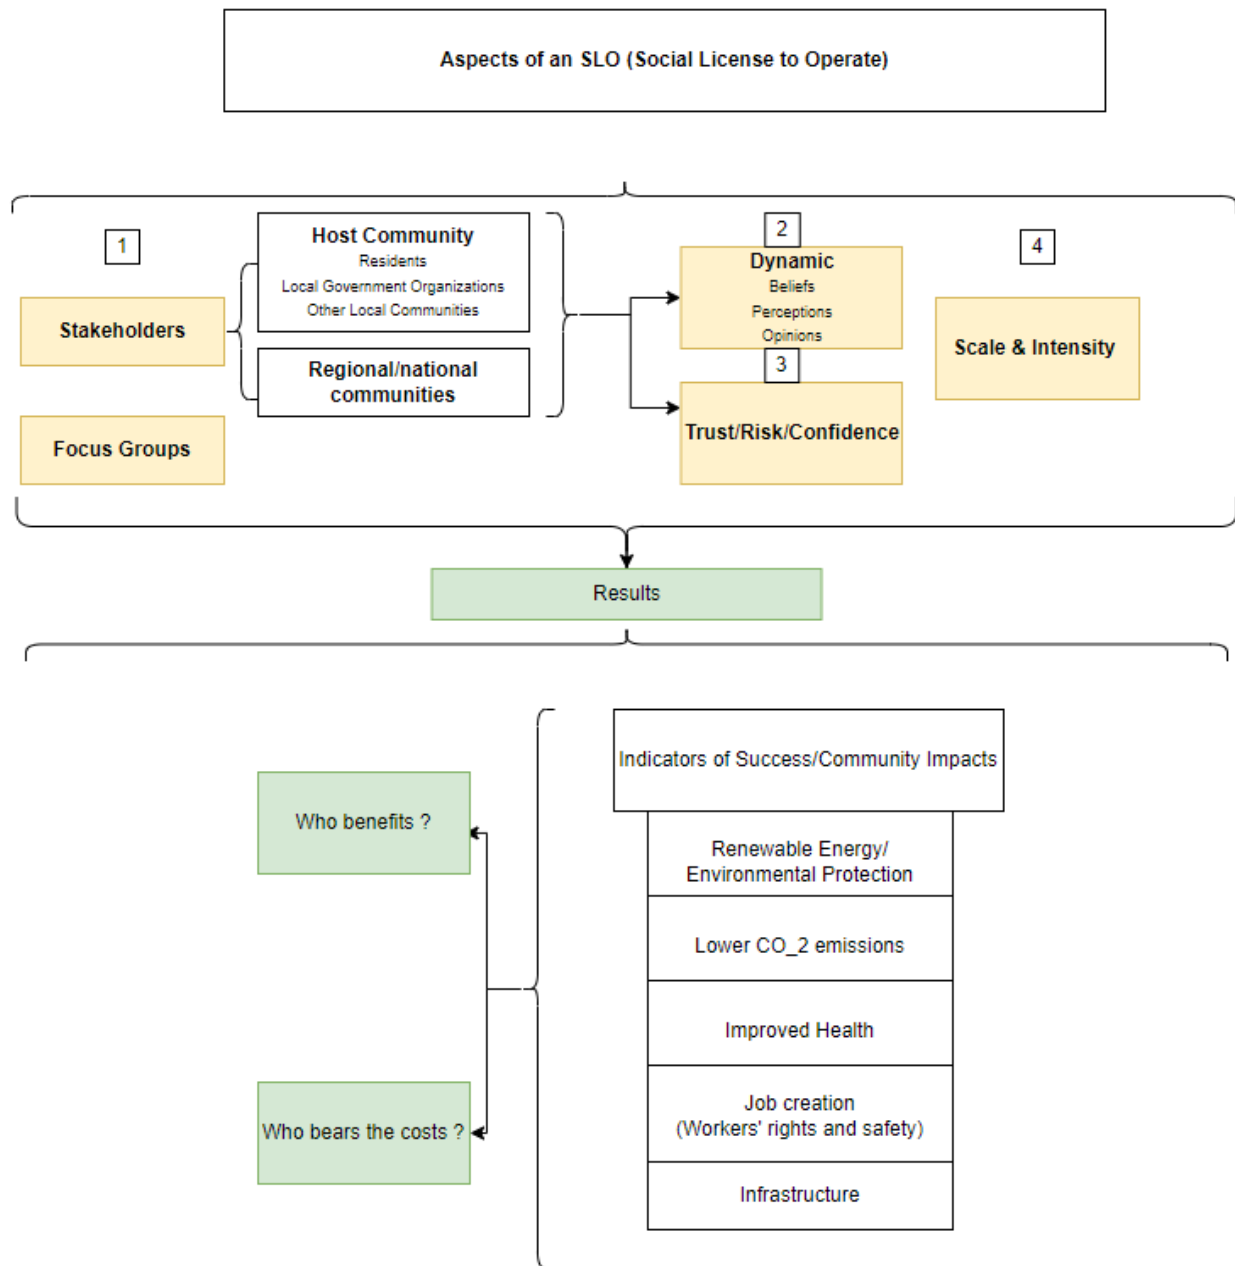 Aspects of an SLO (Social License to Operate)
1
Stakeholders
Focus Groups
Host Community
Residents
Local Government Organizations
Other Local Communities
Regional/national
communities
2
Dynamic
Beliefs
Perceptions
Opinions
3
Trust/Risk/Confidence
4
Scale & Intensity
Results
Who benefits ?
Who bears the costs ?
Indicators of Success/Community Impacts
Renewable Energy/
Environmental Protection
Lower CO_2 emissions
Improved Health
Job creation
(Workers' rights and safety)
Infrastructure